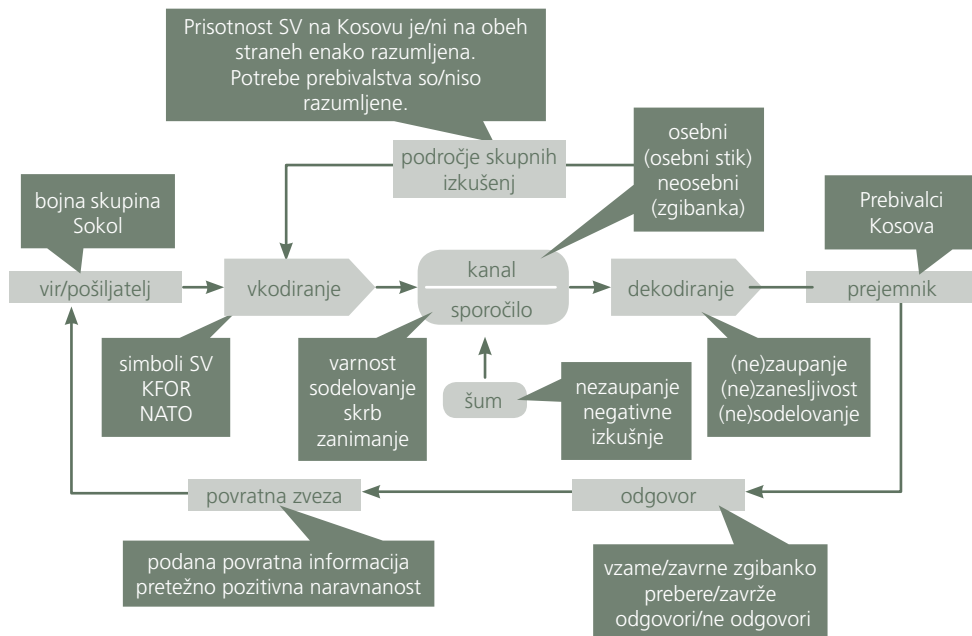 Prisotnost SV na Kosovu je/ni na obeh
straneh enako razumljena.
Potrebe prebivalstva so/niso
razumljene.
osebni
(osebni stik)
neosebni
(zgibanka)
področje skupnih
izkušenj
bojna skupina
Sokol
Prebivalci
Kosova
vir/pošiljatelj
vkodiranje
kanal
sporočilo
dekodiranje
prejemnik
simboli SV
KFOR
NATO
varnost
sodelovanje
skrb
zanimanje
šum
nezaupanje
negativne
izkušnje
(ne)zaupanje
(ne)zanesljivost
(ne)sodelovanje
povratna zveza
odgovor
podana povratna informacija
pretežno pozitivna naravnanost
vzame/zavrne zgibanko
prebere/zavrže
odgovori/ne odgovori